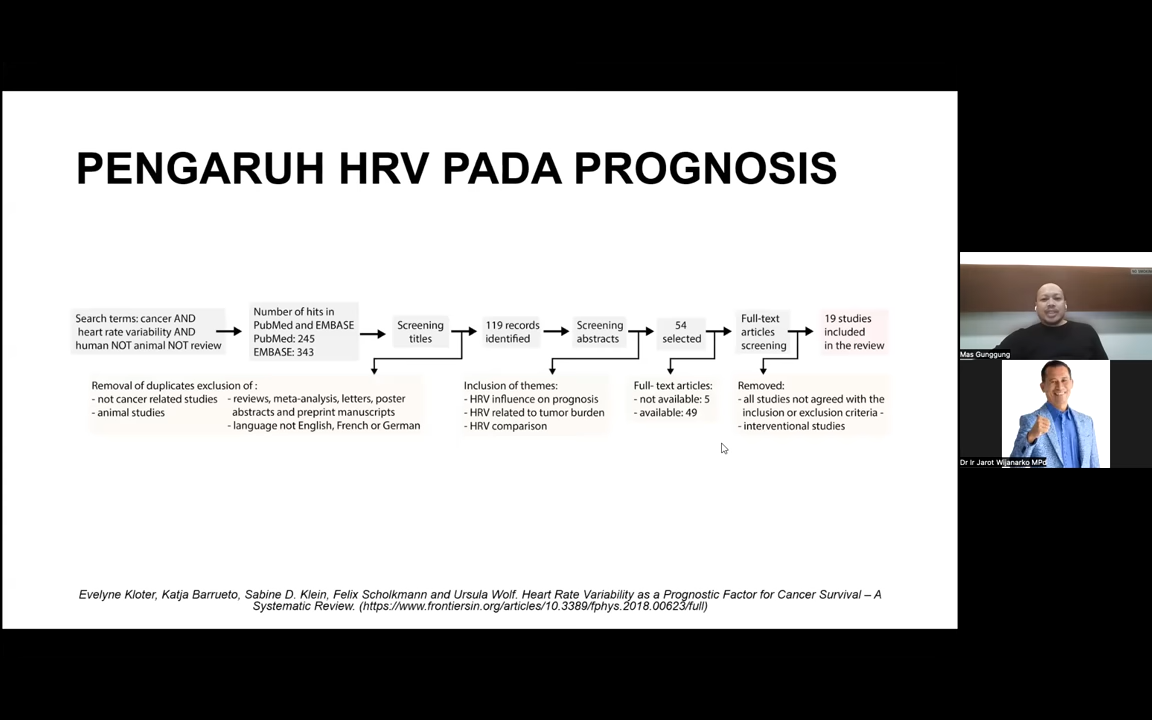 PENGARUH HRV PADA PROGNOSIS
Search terms: cancer AND
heart rate variability AND
human NOT animal NOT review
Number of hits in
PubMed and EMBASE
PubMed: 245
EMBASE: 343
Screening
titles
119 records
identified
Screening
abstracts
54
selected
Full-text
articles
screening
19 studies
included
in the review
Removal of duplicates exclusion of :
- not cancer related studies
- animal studies
- reviews, meta-analysis, letters, poster
abstracts and preprint manuscripts
- language not English, French or German
Inclusion of themes:
- HRV influence on prognosis
- HRV related to tumor burden
- HRV comparison
Full- text articles:
- not available: 5
- available: 49
Removed:
- all studies not agreed with the
inclusion or exclusion criteria -
- interventional studies
Evelyne Kloter, Katja Barrueto, Sabine D. Klein, Felix Scholkmann and Ursula Wolf. Heart Rate Variability as a Prognostic Factor for Cancer Survival – A
Systematic Review. (https://www.frontiersin.org/articles/10.3389/fphys.2018.00623/full)
Mas Gunggung
Dr Ir Jarot Wijanarko MPd